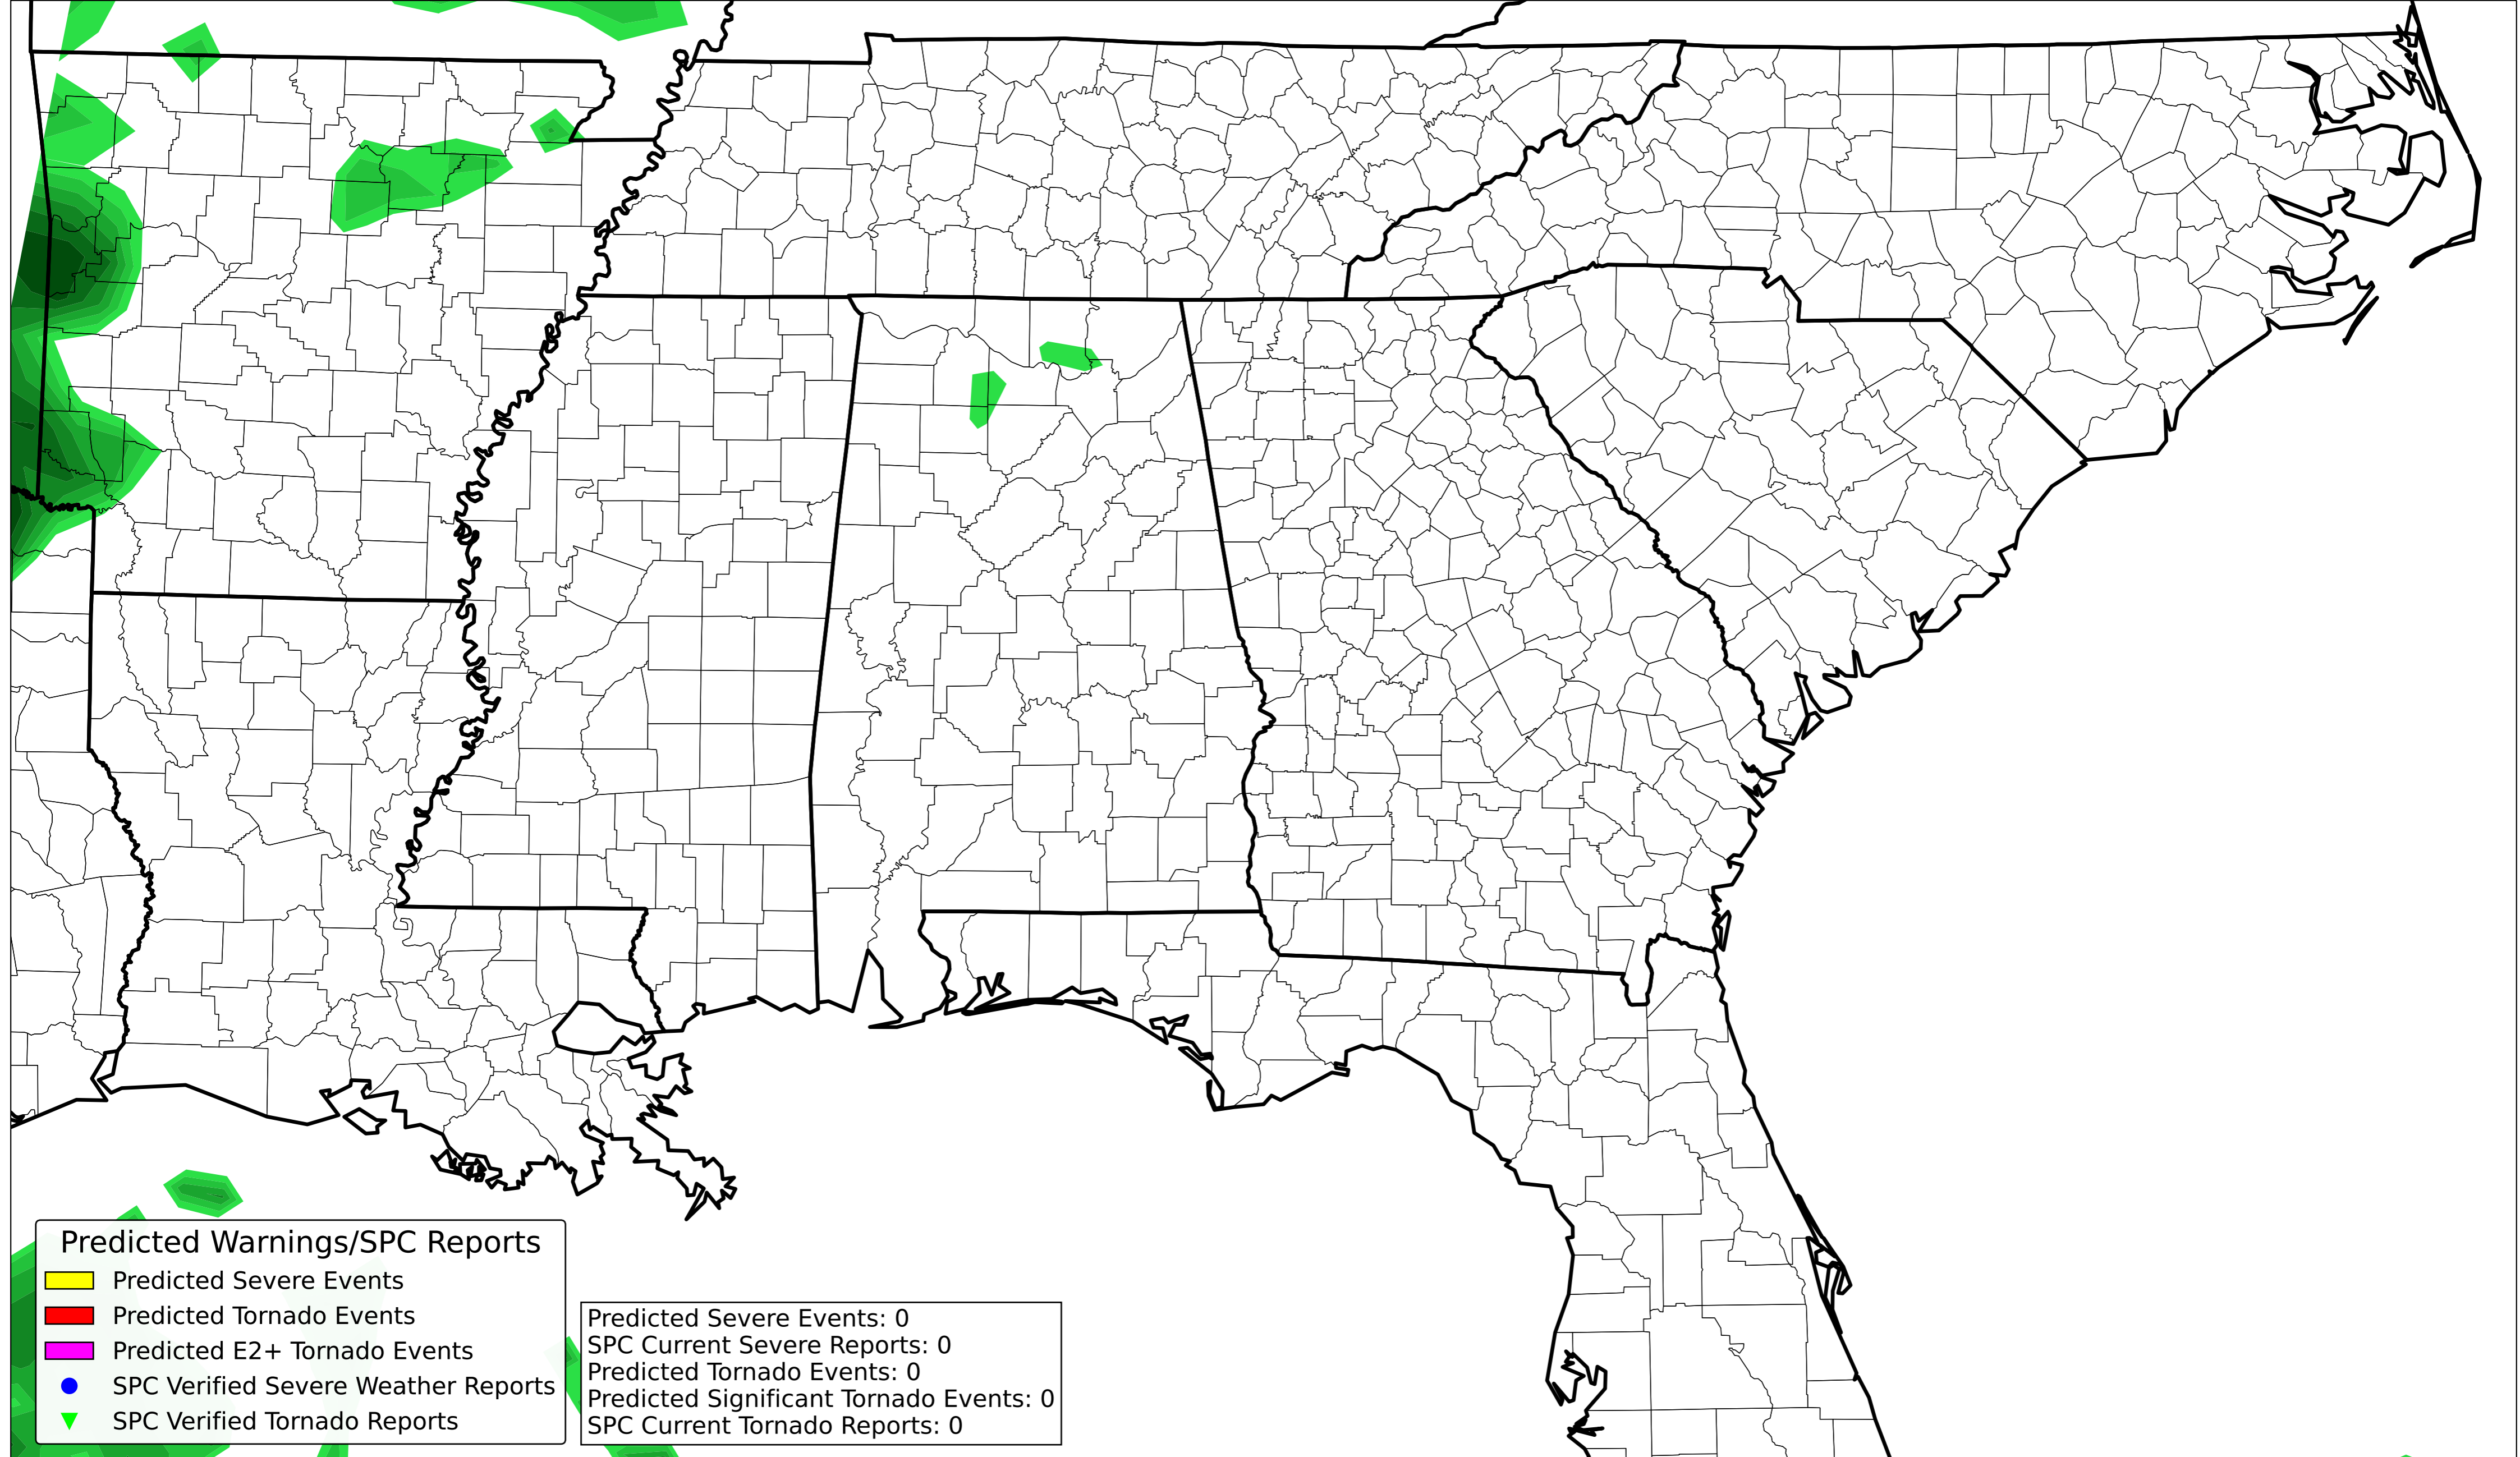 Predicted Warnings/SPC Reports
Predicted Severe Events
Predicted Tornado Events
Predicted E2+ Tornado Events
SPC Verified Severe Weather Reports
SPC Verified Tornado Reports
Predicted Severe Events: 0
SPC Current Severe Reports: 0
Predicted Tornado Events: 0
Predicted Significant Tornado Events: 0
SPC Current Tornado Reports: 0